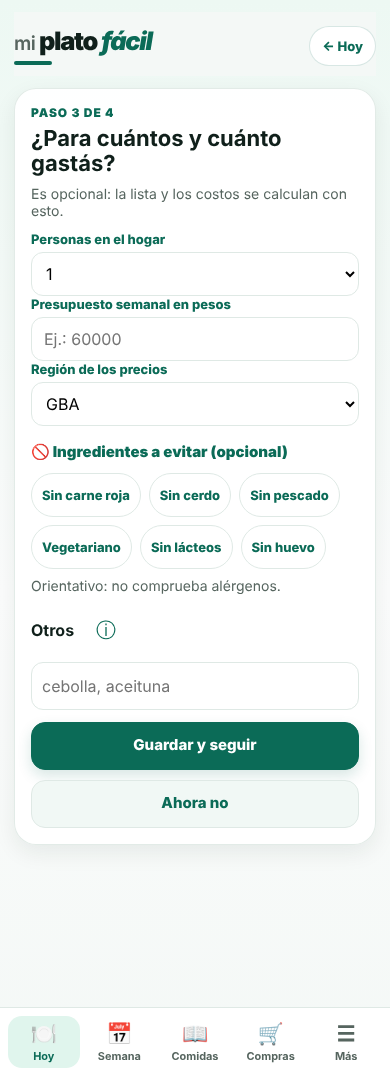 mi plato fácil
← Hoy
PASO 3 DE 4
¿Para cuántos y cuánto
gastás?
Es opcional: la lista y los costos se calculan con
esto.
Personas en el hogar
1
Presupuesto semanal en pesos
Ej.: 60000
Región de los precios
GBA
🚫 Ingredientes a evitar (opcional)
Sin carne roja Sin cerdo Sin pescado
Vegetariano Sin lácteos Sin huevo
Orientativo: no comprueba alérgenos.
Otros ⓘ
cebolla, aceituna
Guardar y seguir
Ahora no
Hoy Semana Comidas Compras Más